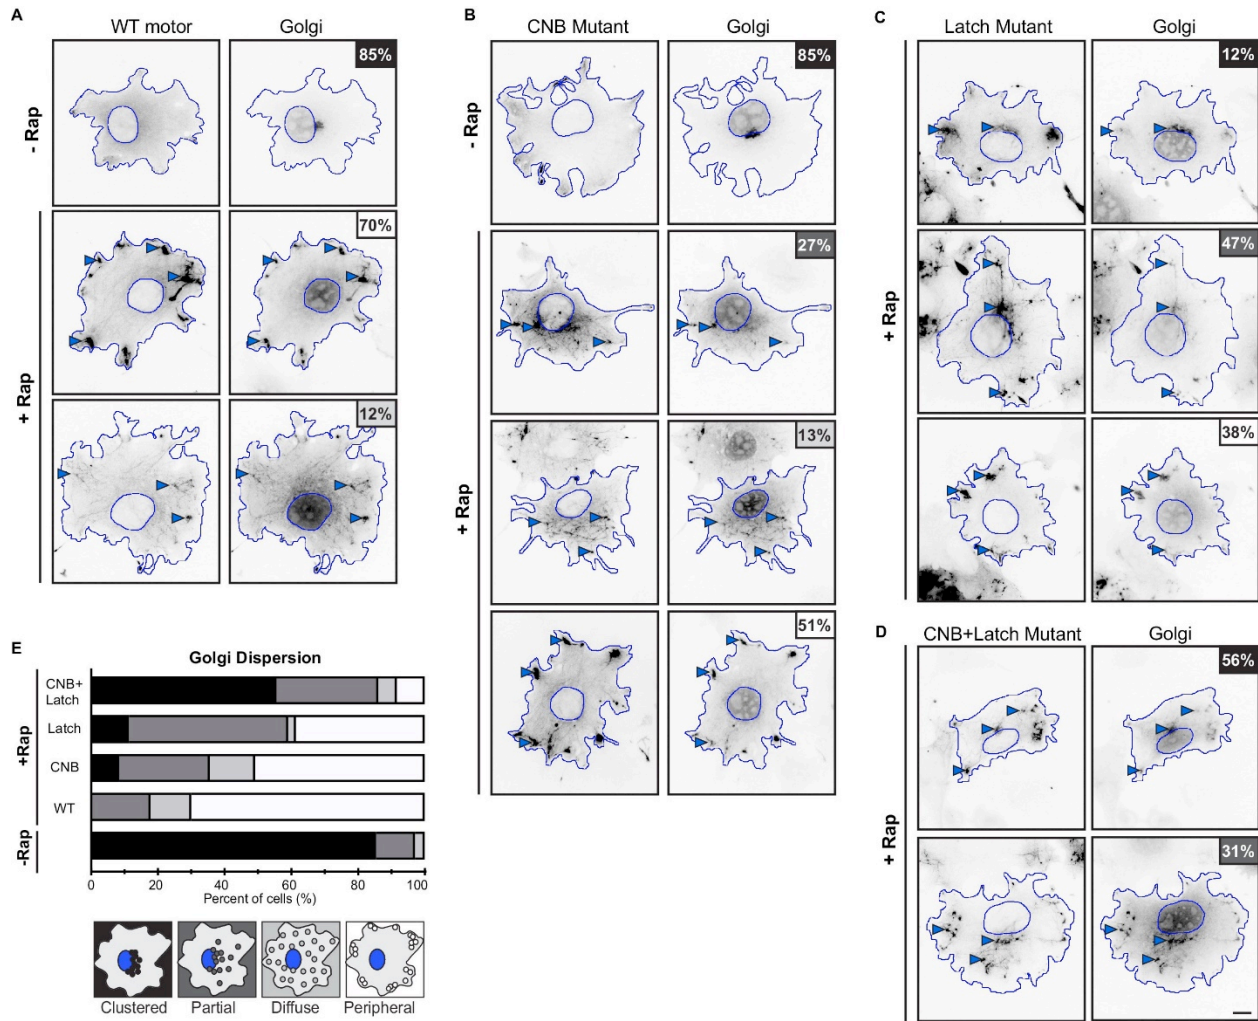 A
WT motor
Golgi
- Rap
85%
+ Rap
70%
12%
B
CNB Mutant
Golgi
- Rap
85%
+ Rap
27%
13%
51%
C
Latch Mutant
Golgi
+ Rap
12%
47%
38%
D
CNB+Latch Mutant
Golgi
+ Rap
56%
31%
E
Golgi Dispersion
+Rap
CNB+
Latch
Latch
CNB
WT
-Rap
0 20 40 60 80 100
Percent of cells (%)
Clustered Partial Diffuse Peripheral